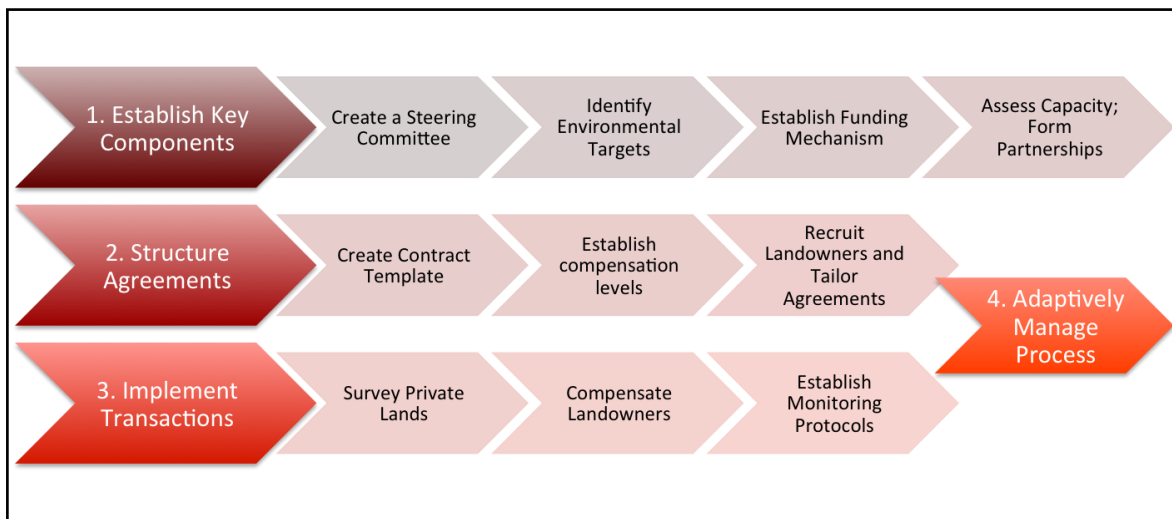 1. Establish Key
Components
Create a Steering
Committee
Identify
Environmental
Targets
Establish Funding
Mechanism
Assess Capacity;
Form
Partnerships
2. Structure
Agreements
Create Contract
Template
Establish
compensation
levels
Recruit
Landowners and
Tailor
Agreements
3. Implement
Transactions
Survey Private
Lands
Compensate
Landowners
Establish
Monitoring
Protocols
4. Adaptively
Manage
Process